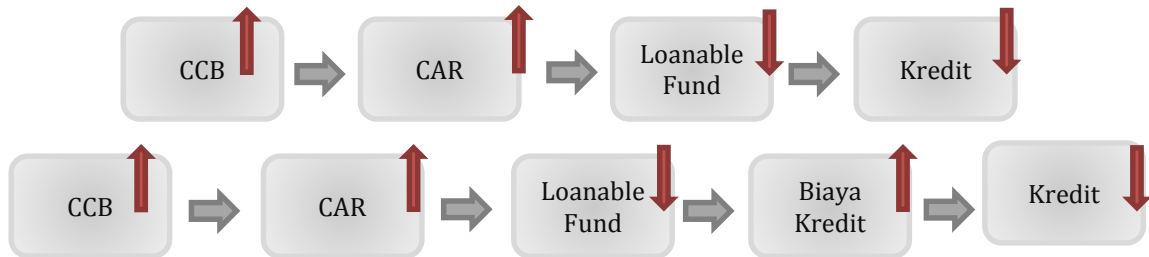 CCB
CAR
Loanable
Fund
Kredit
CCB
CAR
Loanable
Fund
Biaya
Kredit
Kredit